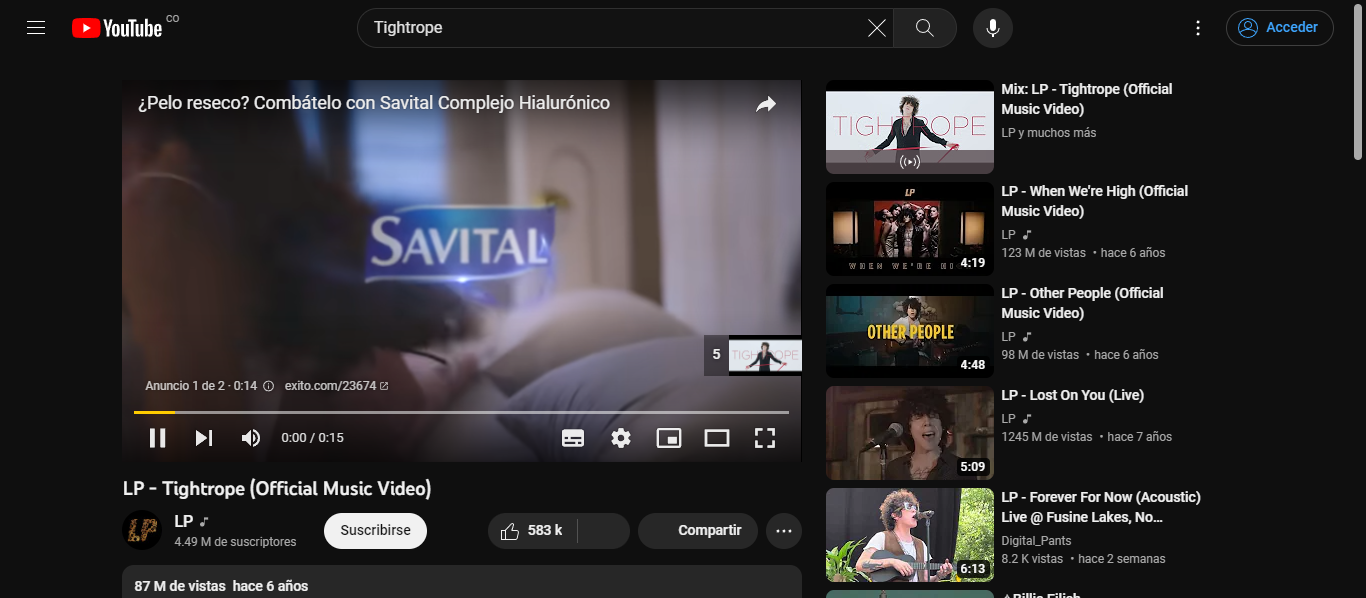 YouTube CO
Tightrope
Acceder
¿Pelo reseco? Combátelo con Savital Complejo Hialurónico
SAVITAL
5
TIGHTROPE
Anuncio 1 de 2 · 0:14
exito.com/23674
0:00 / 0:15
LP - Tightrope (Official Music Video)
LP
LP
4.49 M de suscriptores
Suscribirse
583 k
Compartir
87 M de vistas hace 6 años
TIGHTROPE
Mix: LP - Tightrope (Official
Music Video)
LP y muchos más
LP
WHEN WE'RE HI
4:19
LP - When We're High (Official
Music Video)
LP
123 M de vistas • hace 6 años
OTHER PEOPLE
4:48
LP - Other People (Official
Music Video)
LP
98 M de vistas • hace 6 años
5:09
LP - Lost On You (Live)
LP
1245 M de vistas • hace 7 años
6:13
LP - Forever For Now (Acoustic)
Live @ Fusine Lakes, No...
Digital_Pants
8.2 K vistas • hace 2 semanas